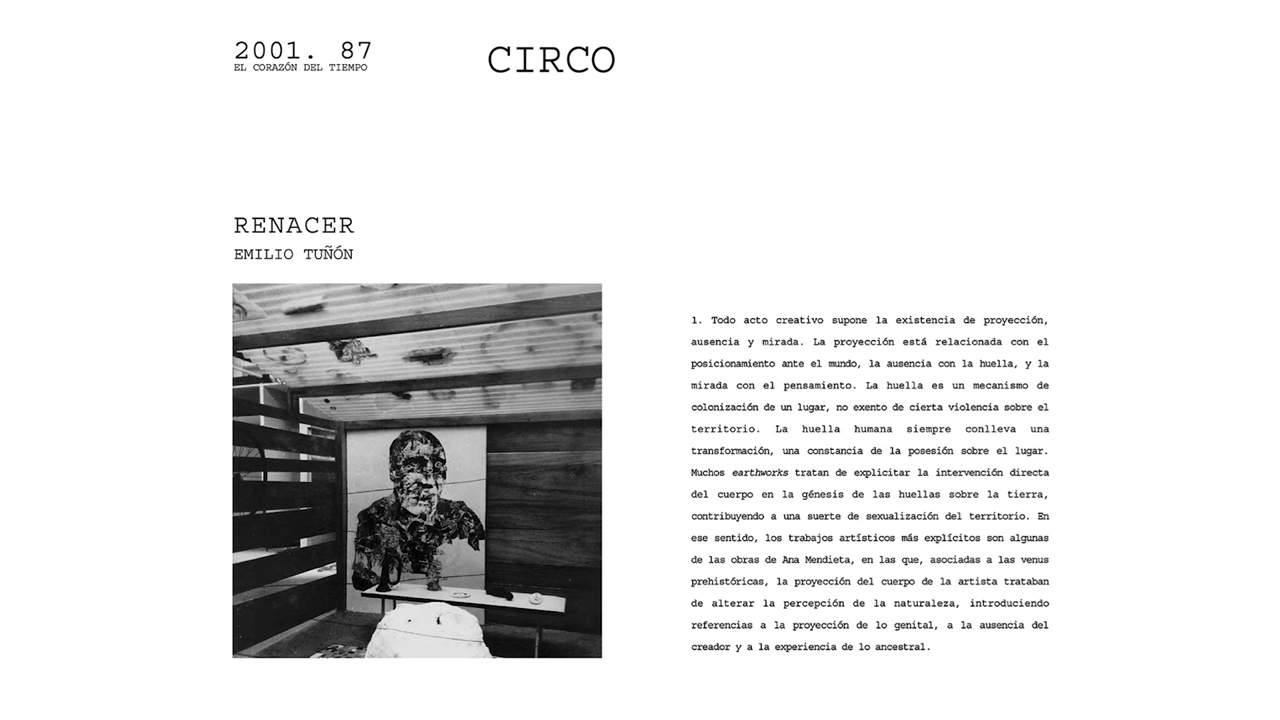 2001. 87
EL CORAZÓN DEL TIEMPO
CIRCO
RENACER
EMILIO TUÑÓN
1. Todo acto creativo supone la existencia de proyección,
ausencia y mirada. La proyección está relacionada con el
posicionamiento ante el mundo, la ausencia con la huella, y la
mirada con el pensamiento. La huella es un mecanismo de
colonización de un lugar, no exento de cierta violencia sobre el
territorio. La huella humana siempre conlleva una
transformación, una constancia de la posesión sobre el lugar.
Muchos earthworks tratan de explicitar la intervención directa
del cuerpo en la génesis de las huellas sobre la tierra,
contribuyendo a una suerte de sexualización del territorio. En
ese sentido, los trabajos artísticos más explícitos son algunas
de las obras de Ana Mendieta, en las que, asociadas a las venus
prehistóricas, la proyección del cuerpo de la artista trataban
de alterar la percepción de la naturaleza, introduciendo
referencias a la proyección de lo genital, a la ausencia del
creador y a la experiencia de lo ancestral.